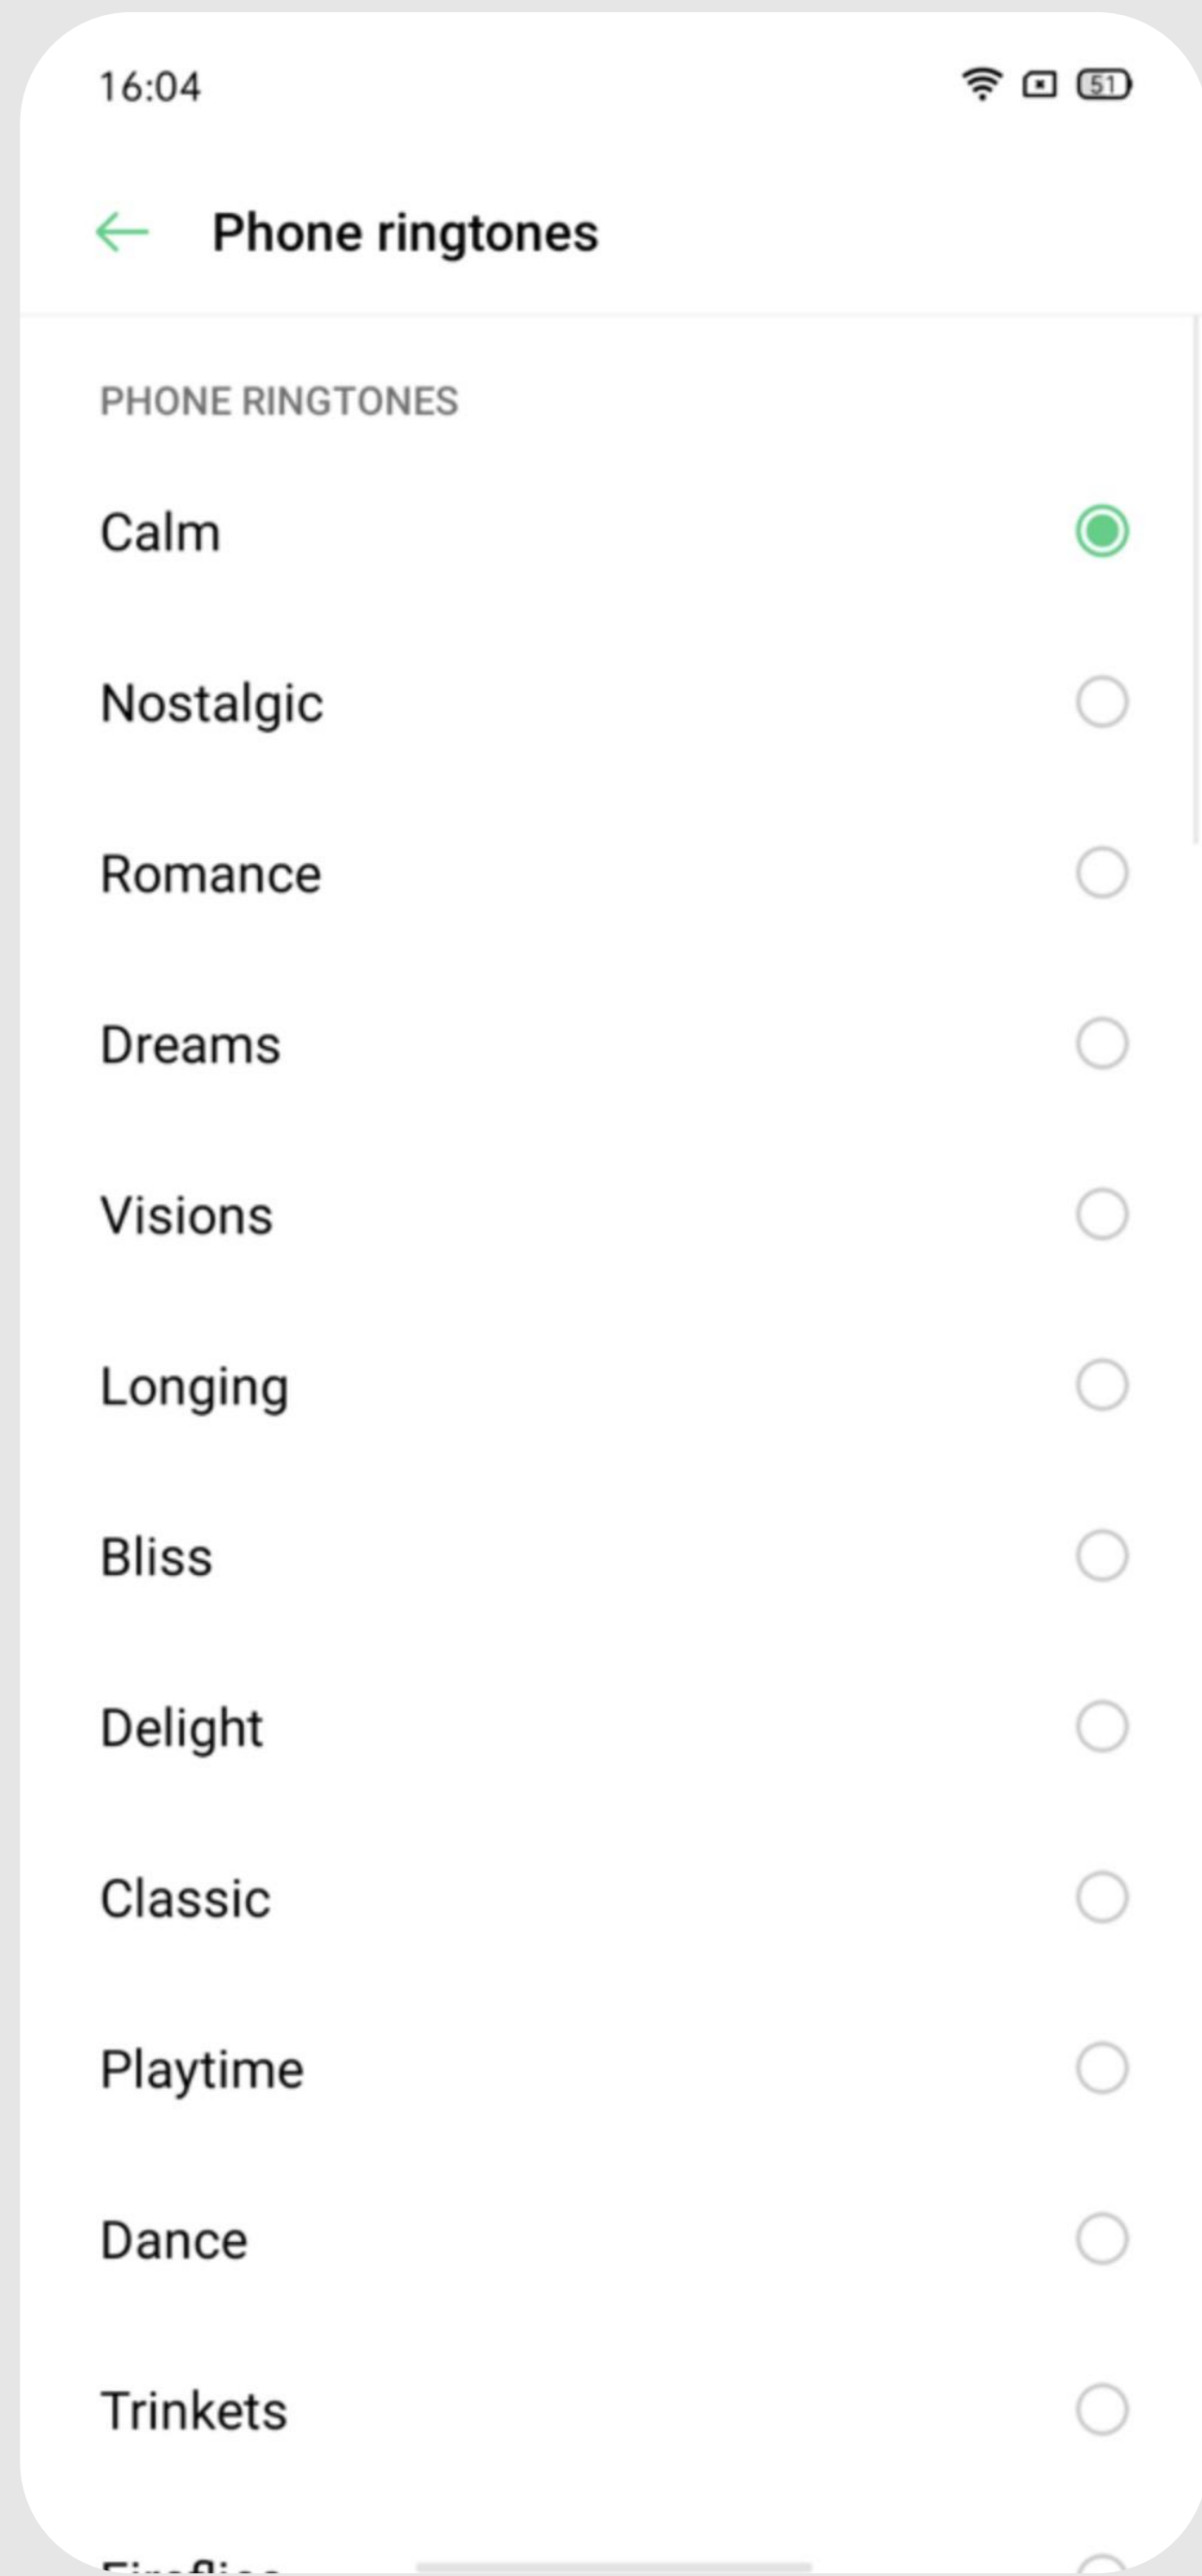 16:04
51
Phone ringtones
PHONE RINGTONES
Calm
Nostalgic
Romance
Dreams
Visions
Longing
Bliss
Delight
Classic
Playtime
Dance
Trinkets